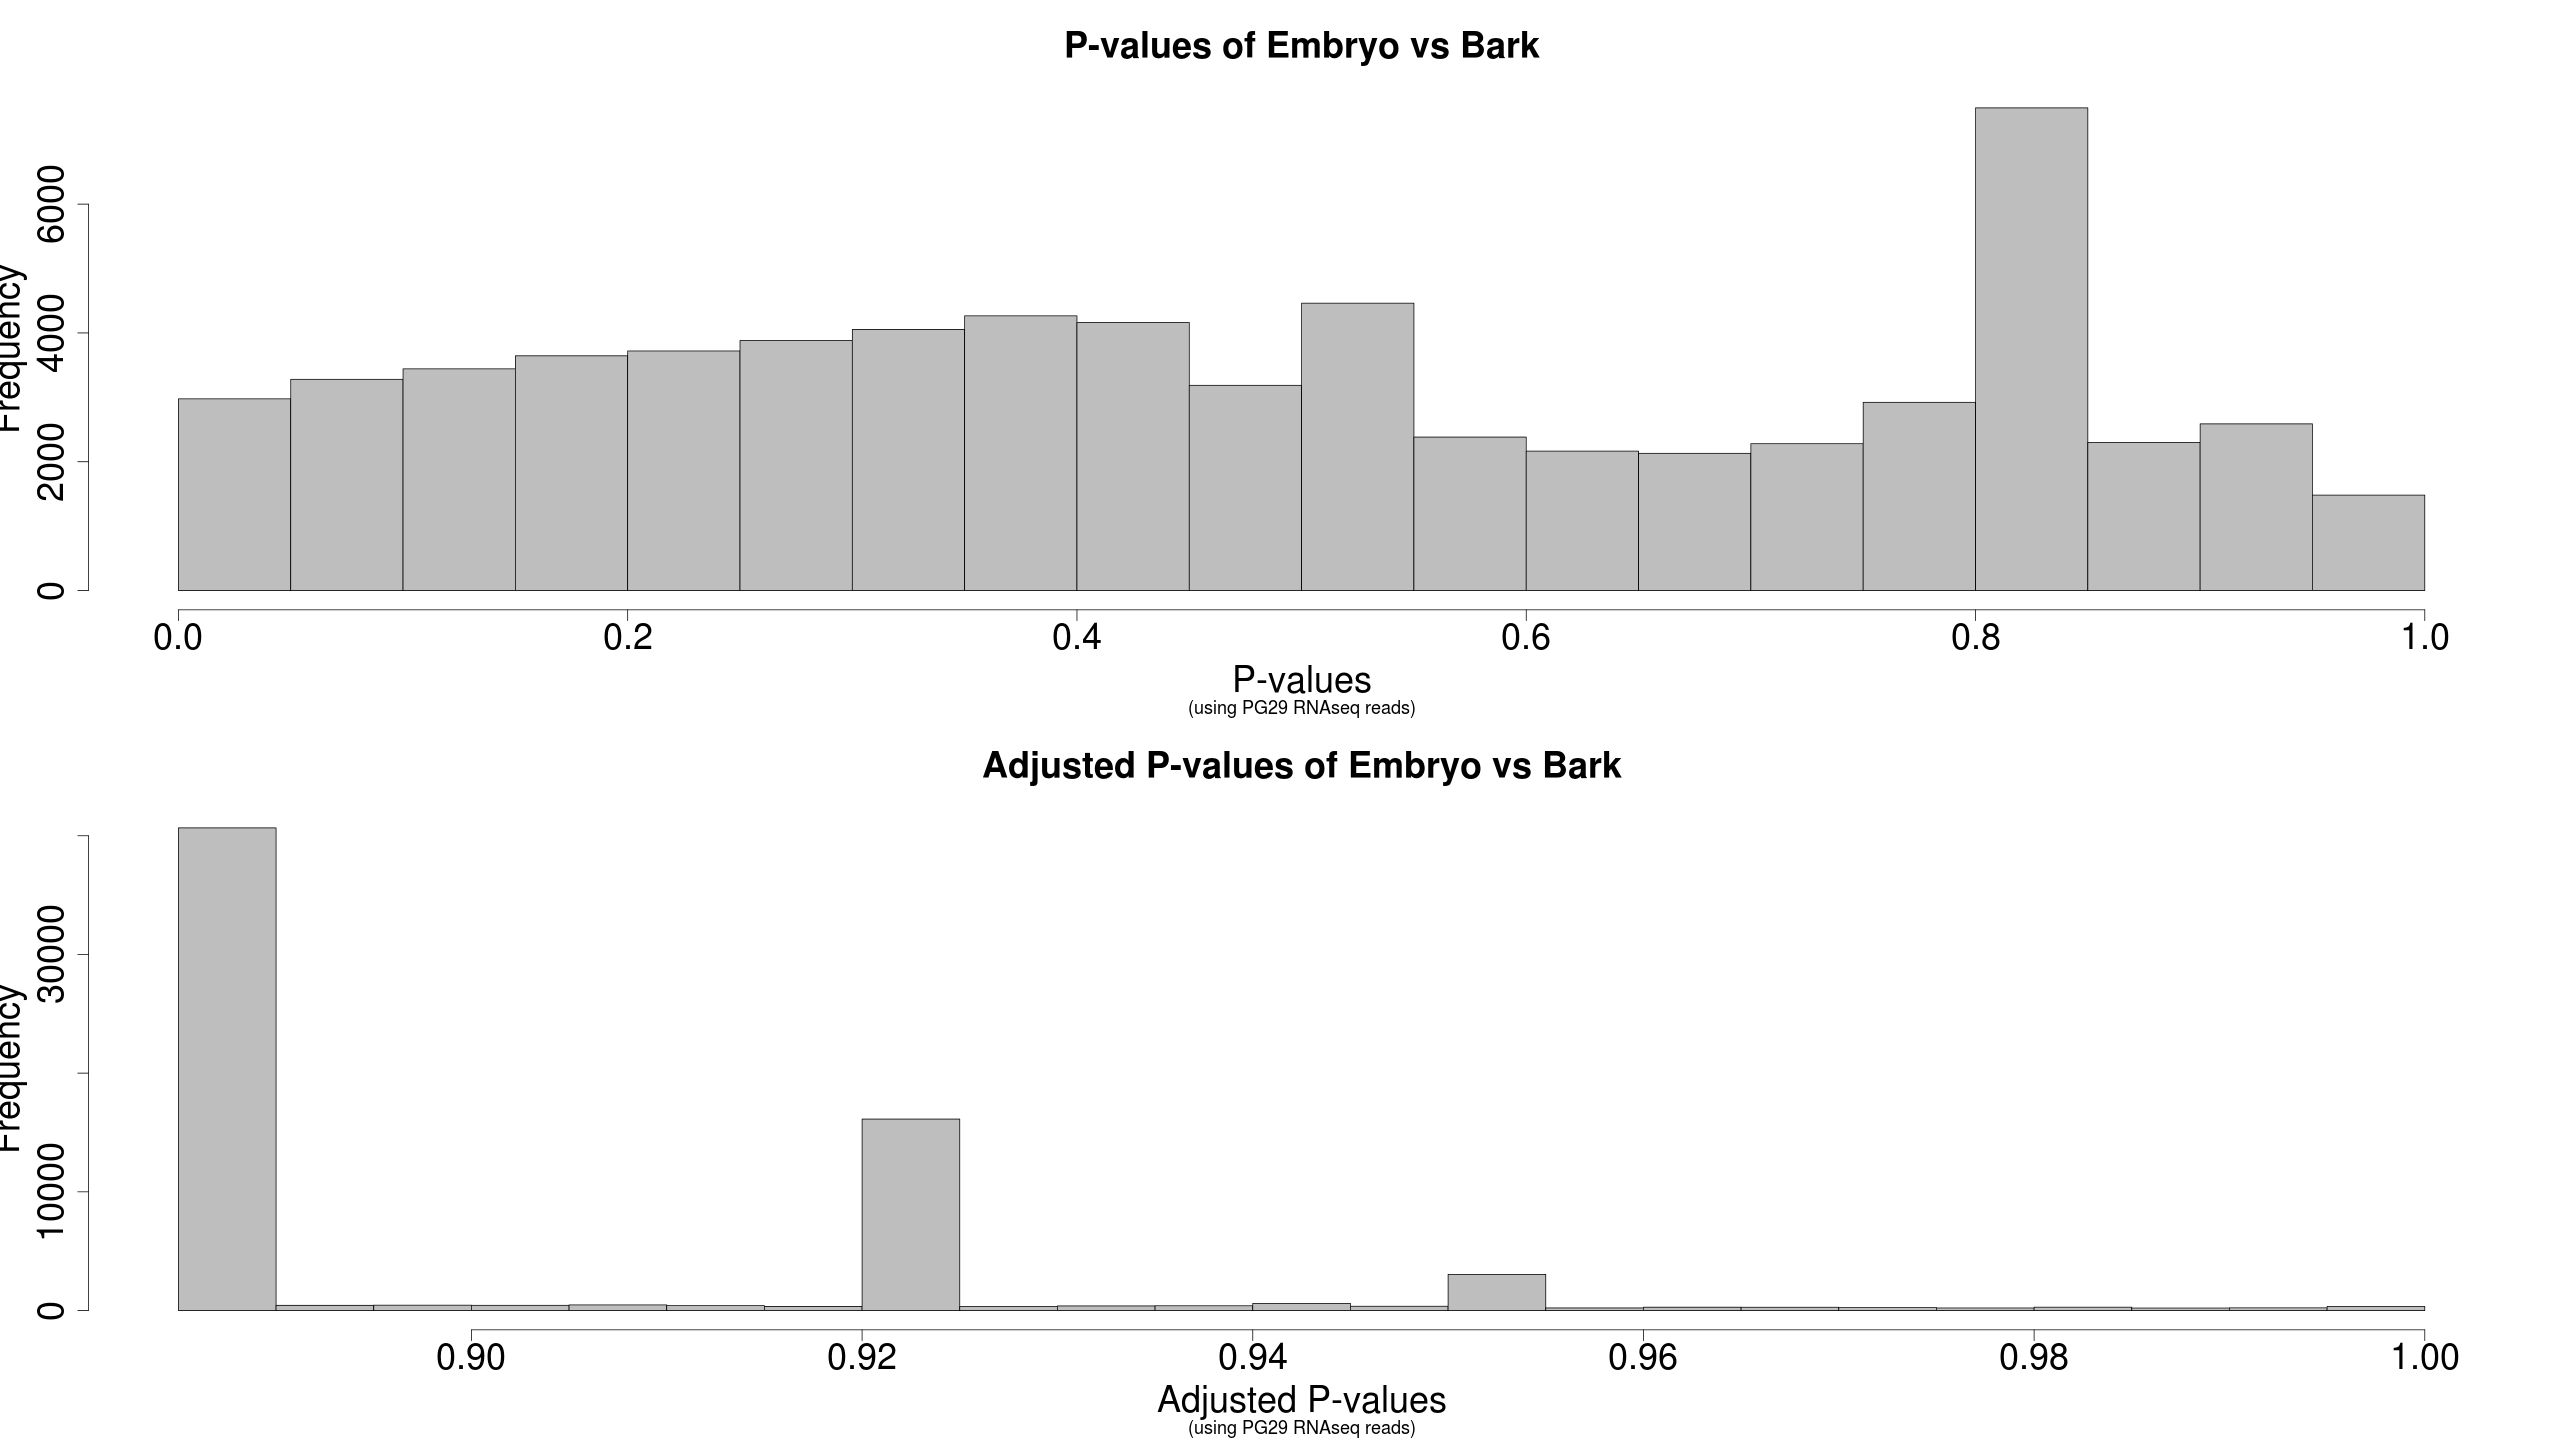 P-values of Embryo vs Bark
Frequency
0 2000 4000 6000
0.0 0.2 0.4 0.6 0.8 1.0
P-values
(using PG29 RNAseq reads)
Adjusted P-values of Embryo vs Bark
Frequency
0 10000 30000
0.90 0.92 0.94 0.96 0.98 1.00
Adjusted P-values
(using PG29 RNAseq reads)